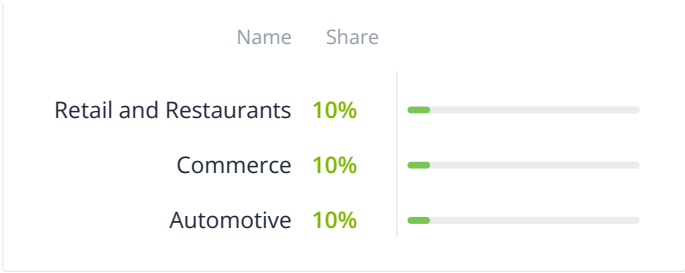 Name Share
Retail and Restaurants 10%
Commerce 10%
Automotive 10%